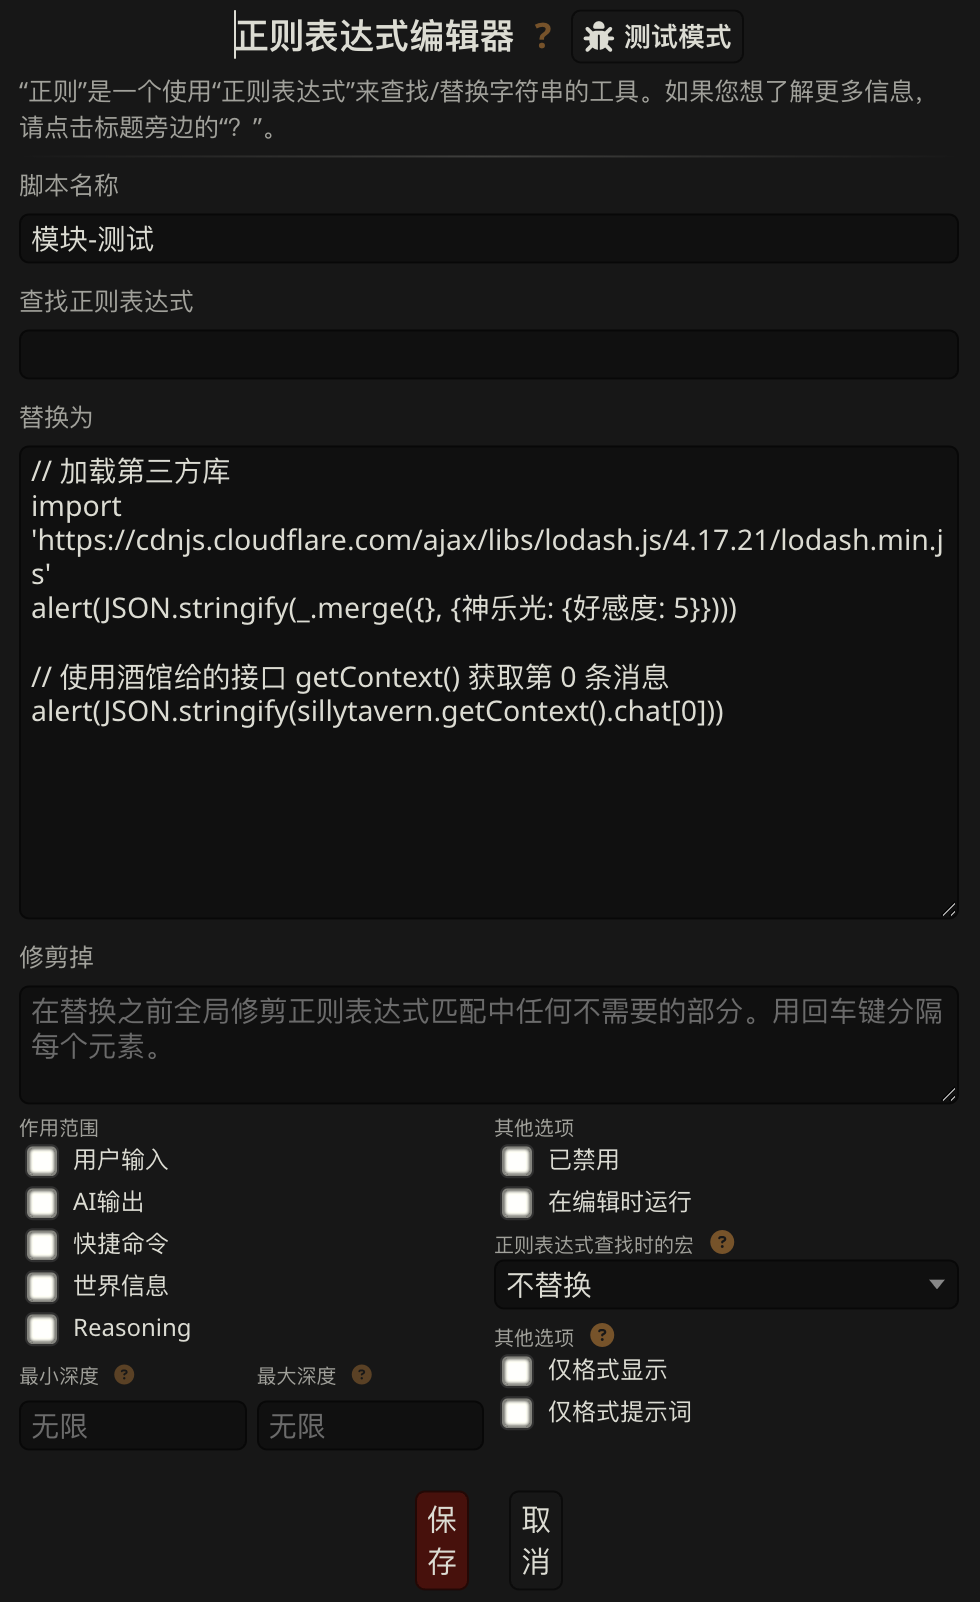 正则表达式编辑器 ? 测试模式
“正则”是一个使用“正则表达式”来查找/替换字符串的工具。如果您想了解更多信息，
请点击标题旁边的“？”。
脚本名称
模块-测试
查找正则表达式
替换为
// 加载第三方库
import
'https://cdnjs.cloudflare.com/ajax/libs/lodash.js/4.17.21/lodash.min.j
s'
alert(JSON.stringify(_.merge({}, {神乐光: {好感度: 5}})))

// 使用酒馆给的接口 getContext() 获取第 0 条消息
alert(JSON.stringify(sillytavern.getContext().chat[0]))
修剪掉
在替换之前全局修剪正则表达式匹配中任何不需要的部分。用回车键分隔
每个元素。
作用范围
用户输入
AI输出
快捷命令
世界信息
Reasoning
最小深度 ? 最大深度 ?
无限 无限
其他选项
已禁用
在编辑时运行
正则表达式查找时的宏 ?
不替换
其他选项 ?
仅格式显示
仅格式提示词
保存
取消